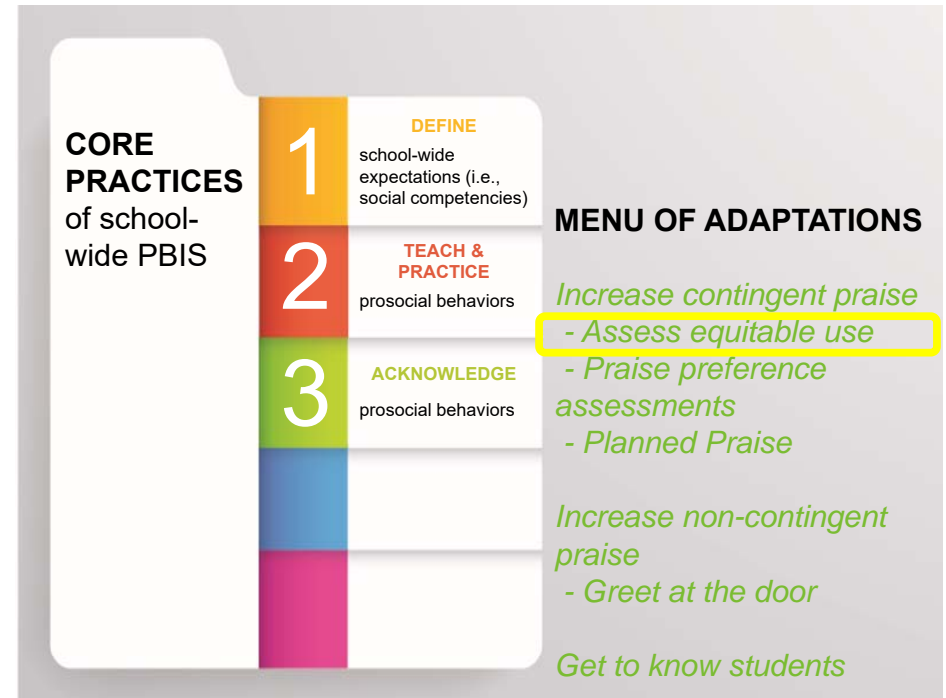 CORE
PRACTICES
of school-
wide PBIS
1
DEFINE
school-wide
expectations (i.e.,
social competencies)
2
TEACH &
PRACTICE
prosocial behaviors
3
ACKNOWLEDGE
prosocial behaviors
MENU OF ADAPTATIONS
Increase contingent praise
- Assess equitable use
- Praise preference
assessments
- Planned Praise
Increase non-contingent
praise
- Greet at the door
Get to know students